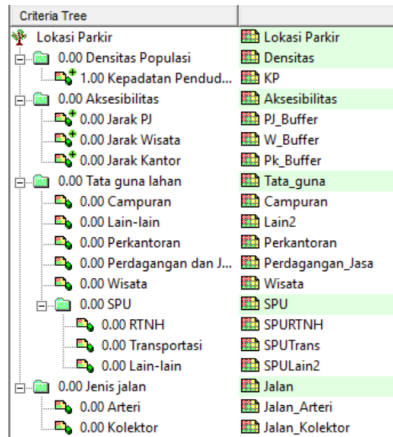 Criteria Tree
Lokasi Parkir Lokasi Parkir
0.00 Densitas Populasi Densitas
1.00 Kepadatan Pendud... KP
0.00 Aksesibilitas Aksesibilitas
0.00 Jarak PJ PJ_Buffer
0.00 Jarak Wisata W_Buffer
0.00 Jarak Kantor Pk_Buffer
0.00 Tata guna lahan Tata_guna
0.00 Campuran Campuran
0.00 Lain-lain Lain2
0.00 Perkantoran Perkantoran
0.00 Perdagangan dan J... Perdagangan_Jasa
0.00 Wisata Wisata
0.00 SPU SPU
0.00 RTNH SPURTNH
0.00 Transportasi SPUTrans
0.00 Lain-lain SPULain2
0.00 Jenis jalan Jalan
0.00 Arteri Jalan_Arteri
0.00 Kolektor Jalan_Kolektor